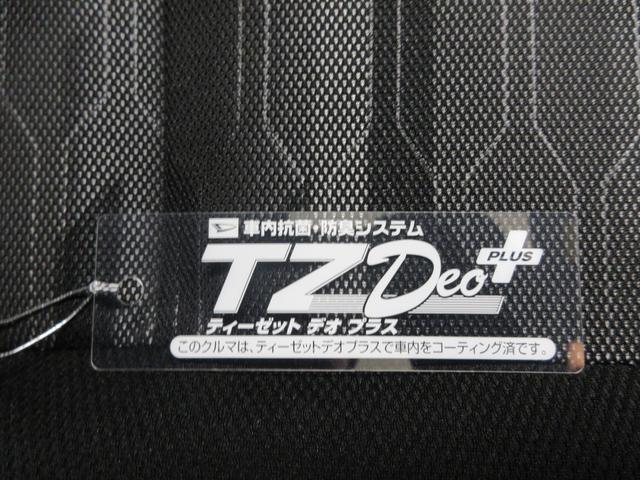 車内抗菌・防臭システム
TZ Deo PLUS
ティーゼット デオ プラス
このクルマは、ティーゼットデオプラスで車内をコーティング済です。